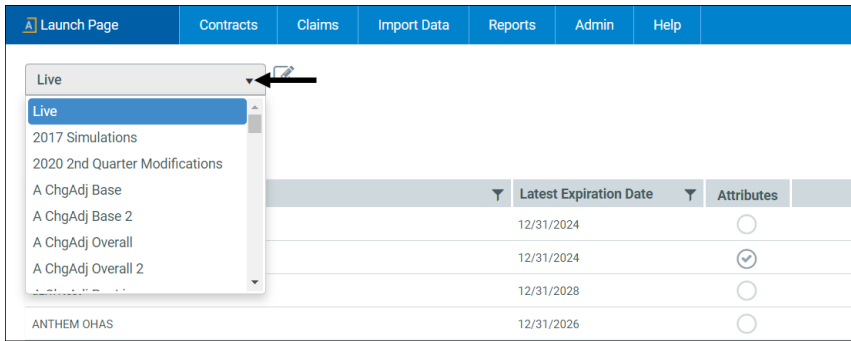 A Launch Page Contracts Claims Import Data Reports Admin Help
Live
Live
2017 Simulations
2020 2nd Quarter Modifications
A ChgAdj Base
Latest Expiration Date Attributes
A ChgAdj Base 2
12/31/2024
A ChgAdj Overall
A ChgAdj Overall 2
12/31/2024
12/31/2028
ANTHEM OHAS 12/31/2026